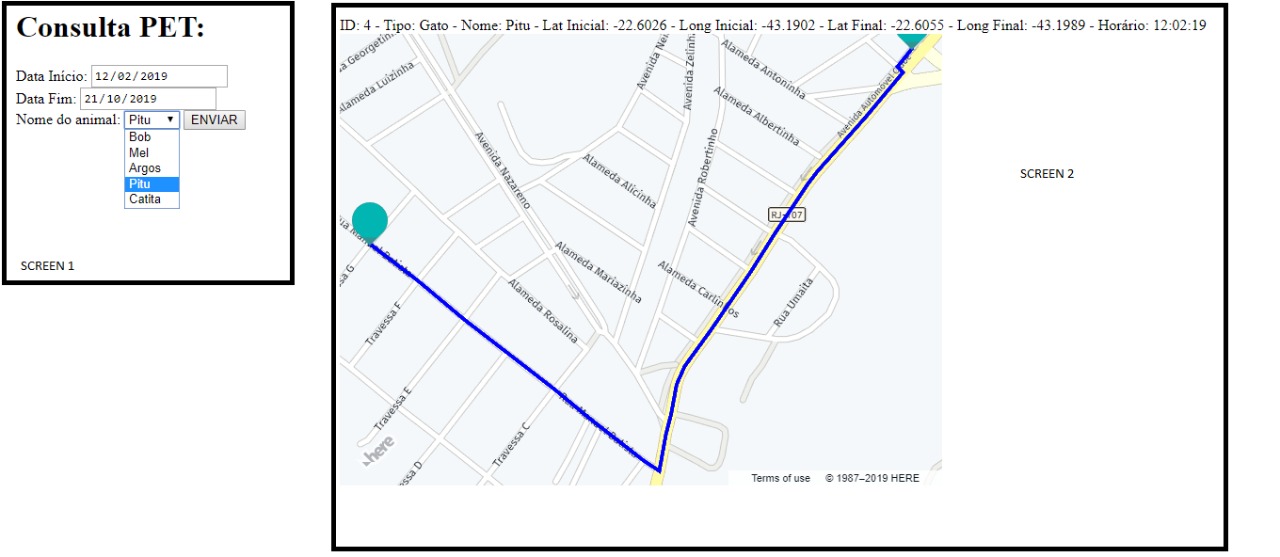 Consulta PET:
Data Início: 12/02/2019
Data Fim: 21/10/2019
Nome do animal: Pitu ENVIAR
Bob
Mel
Argos
Pitu
Catita
SCREEN 1
ID: 4 - Tipo: Gato - Nome: Pitu - Lat Inicial: -22.6026 - Long Inicial: -43.1902 - Lat Final: -22.6055 - Long Final: -43.1989 - Horário: 12:02:19
Alameda Luizinha
Avenida Nazareno
Avenida
Avenida Zelinha
Alameda Antoninha
Alameda Albertinha
Avenida Automóvel
Alameda Alicinha
Avenida Robertinho
RJ-107
Alameda Mariazinha
Alameda Carlinhos
Rua Umaita
Alameda Rosalina
Travessa G
Travessa F
Travessa E
Travessa C
Travessa D
here
Terms of use © 1987–2019 HERE
SCREEN 2